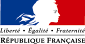 Liberté • Égalité • Fraternité
RÉPUBLIQUE FRANÇAISE